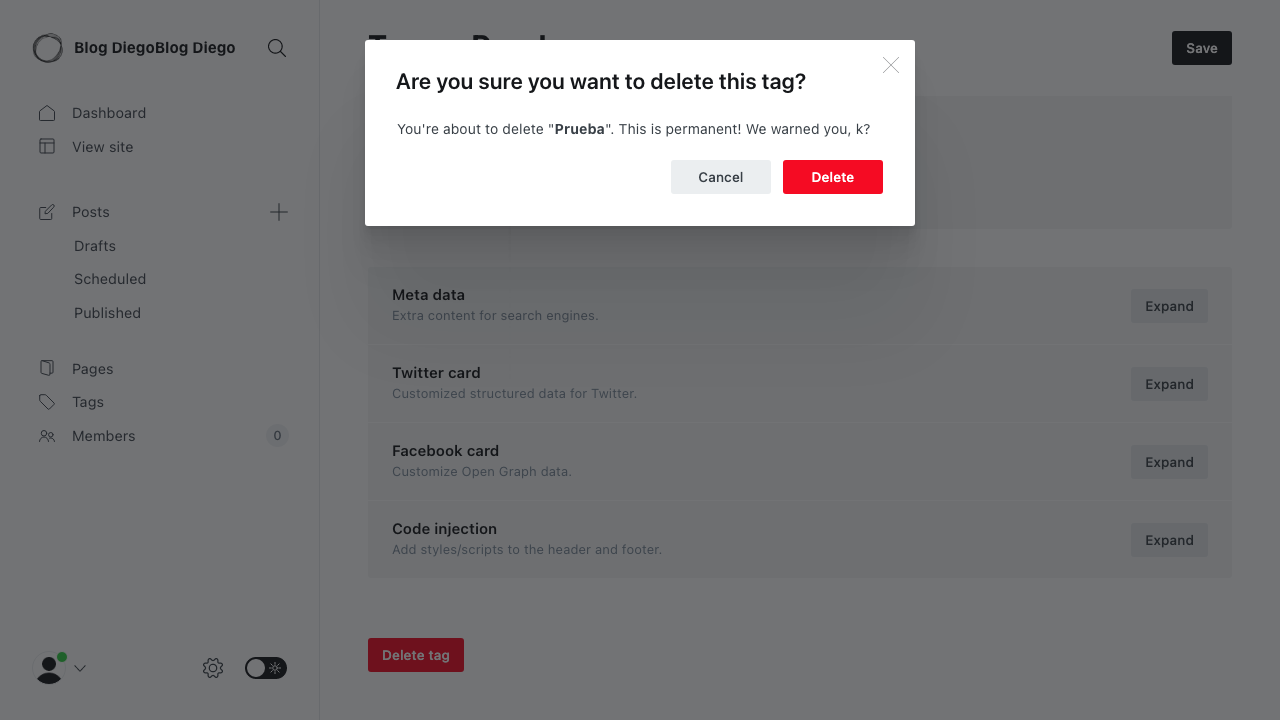 Blog DiegoBlog Diego
Dashboard
View site
Posts
Drafts
Scheduled
Published
Pages
Tags
Members
0
Save
Are you sure you want to delete this tag?
You're about to delete "Prueba". This is permanent! We warned you, k?
Cancel
Delete
Meta data
Extra content for search engines.
Expand
Twitter card
Customized structured data for Twitter.
Expand
Facebook card
Customize Open Graph data.
Expand
Code injection
Add styles/scripts to the header and footer.
Expand
Delete tag